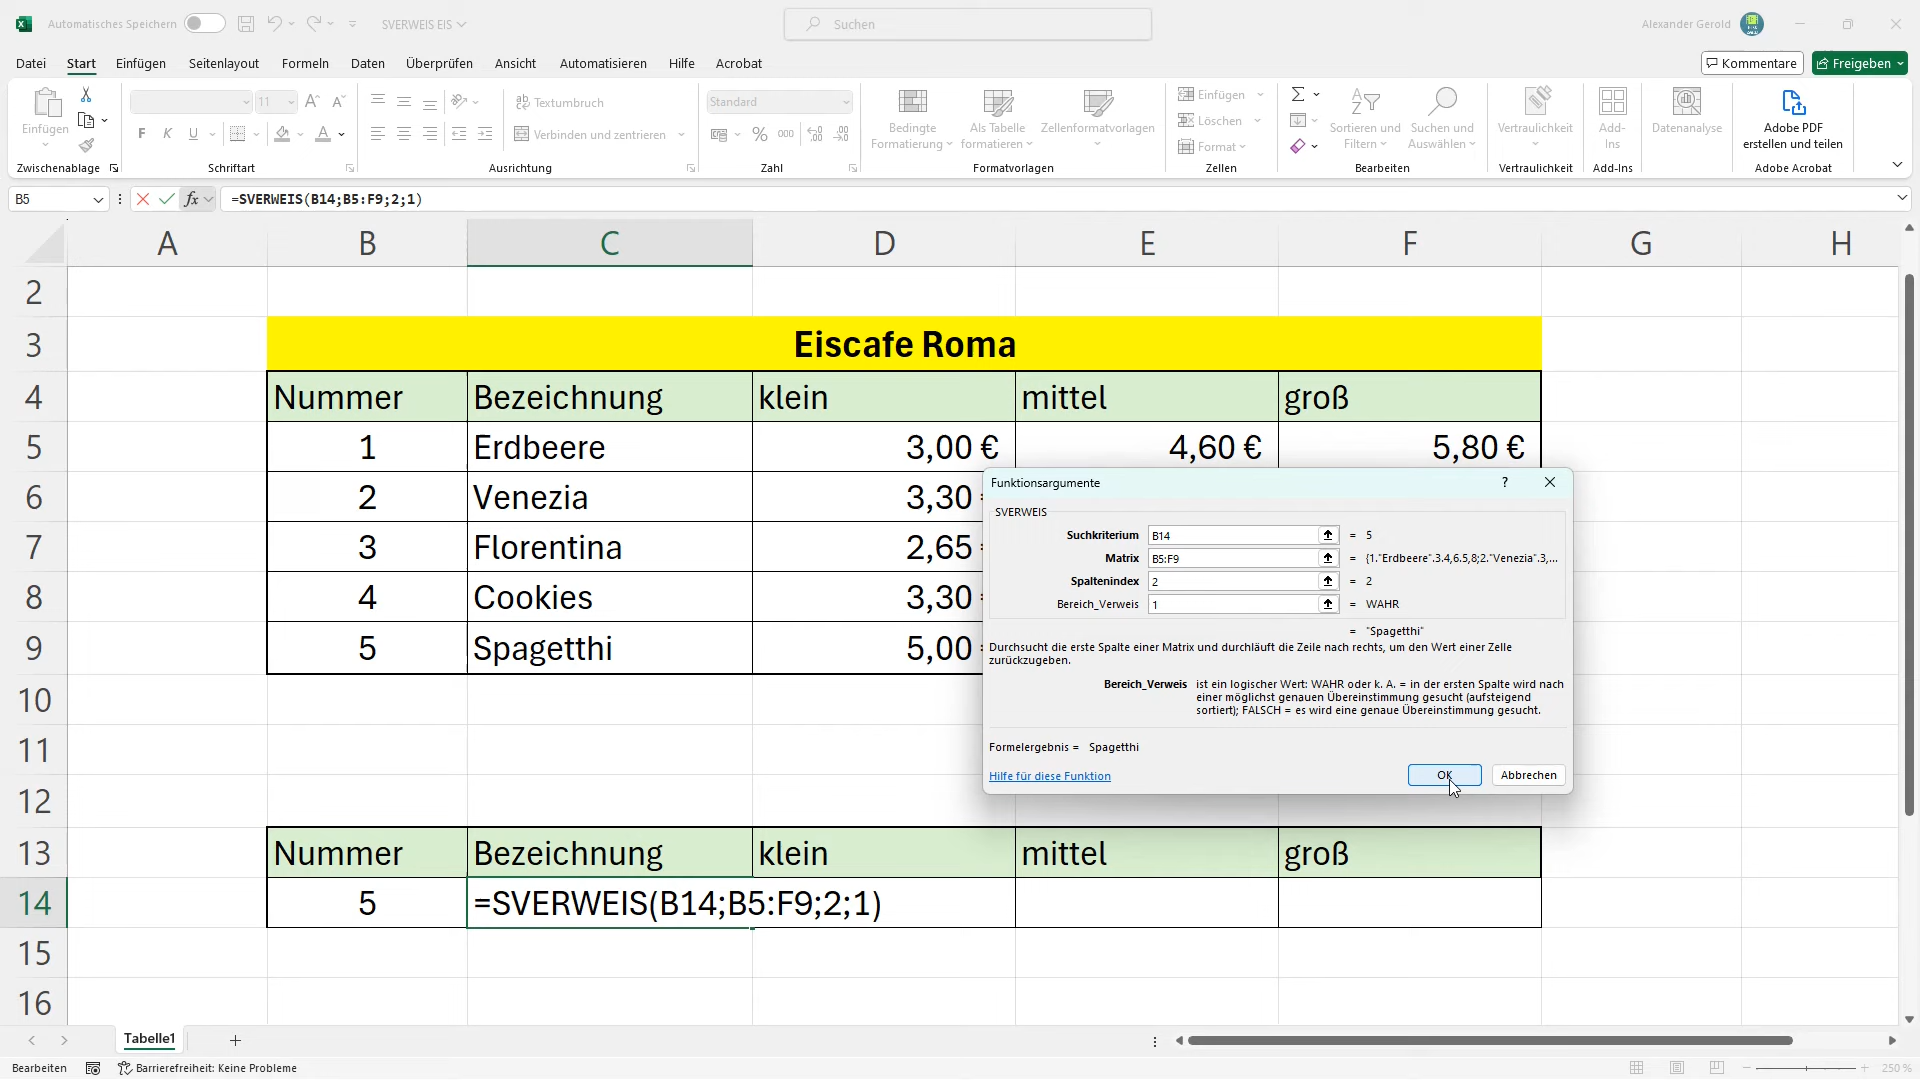 Automatisches Speichern
SVERWEIS EIS
Suchen
Alexander Gerold
Datei Start Einfügen Seitenlayout Formeln Daten Überprüfen Ansicht Automatisieren Hilfe Acrobat
Kommentare Freigeben
Einfügen
11
F K U
Textumbruch
Verbinden und zentrieren
Standard
% 000
Bedingte Formatierung
Als Tabelle formatieren
Zellenformatvorlagen
Einfügen
Löschen
Format
Sortieren und Filtern
Suchen und Auswählen
Vertraulichkeit
Add-Ins
Datenanalyse
Adobe PDF erstellen und teilen
Zwischenablage Schriftart Ausrichtung Zahl Formatvorlagen Zellen Bearbeiten Vertraulichkeit Add-Ins Adobe Acrobat
B5 fx =SVERWEIS(B14;B5:F9;2;1)
A B C D E F G H
2
3 Eiscafe Roma
4 Nummer Bezeichnung klein mittel groß
5 1 Erdbeere 3,00 € 4,60 € 5,80 €
6 2 Venezia 3,30
7 3 Florentina 2,65
8 4 Cookies 3,30
9 5 Spagetthi 5,00
10
11
12
13 Nummer Bezeichnung klein mittel groß
14 5 =SVERWEIS(B14;B5:F9;2;1)
15
16
Funktionsargumente ?
SVERWEIS
Suchkriterium B14 = 5
Matrix B5:F9 = {1."Erdbeere".3.4,6.5,8;2."Venezia".3,...
Spaltenindex 2 = 2
Bereich_Verweis 1 = WAHR
= "Spagetthi"
Durchsucht die erste Spalte einer Matrix und durchläuft die Zeile nach rechts, um den Wert einer Zelle
zurückzugeben.
Bereich_Verweis ist ein logischer Wert: WAHR oder k. A. = in der ersten Spalte wird nach
einer möglichst genauen Übereinstimmung gesucht (aufsteigend
sortiert); FALSCH = es wird eine genaue Übereinstimmung gesucht.
Formelergebnis = Spagetthi
Hilfe für diese Funktion
OK Abbrechen
Tabelle1
Bearbeiten Barrierefreiheit: Keine Probleme
250 %